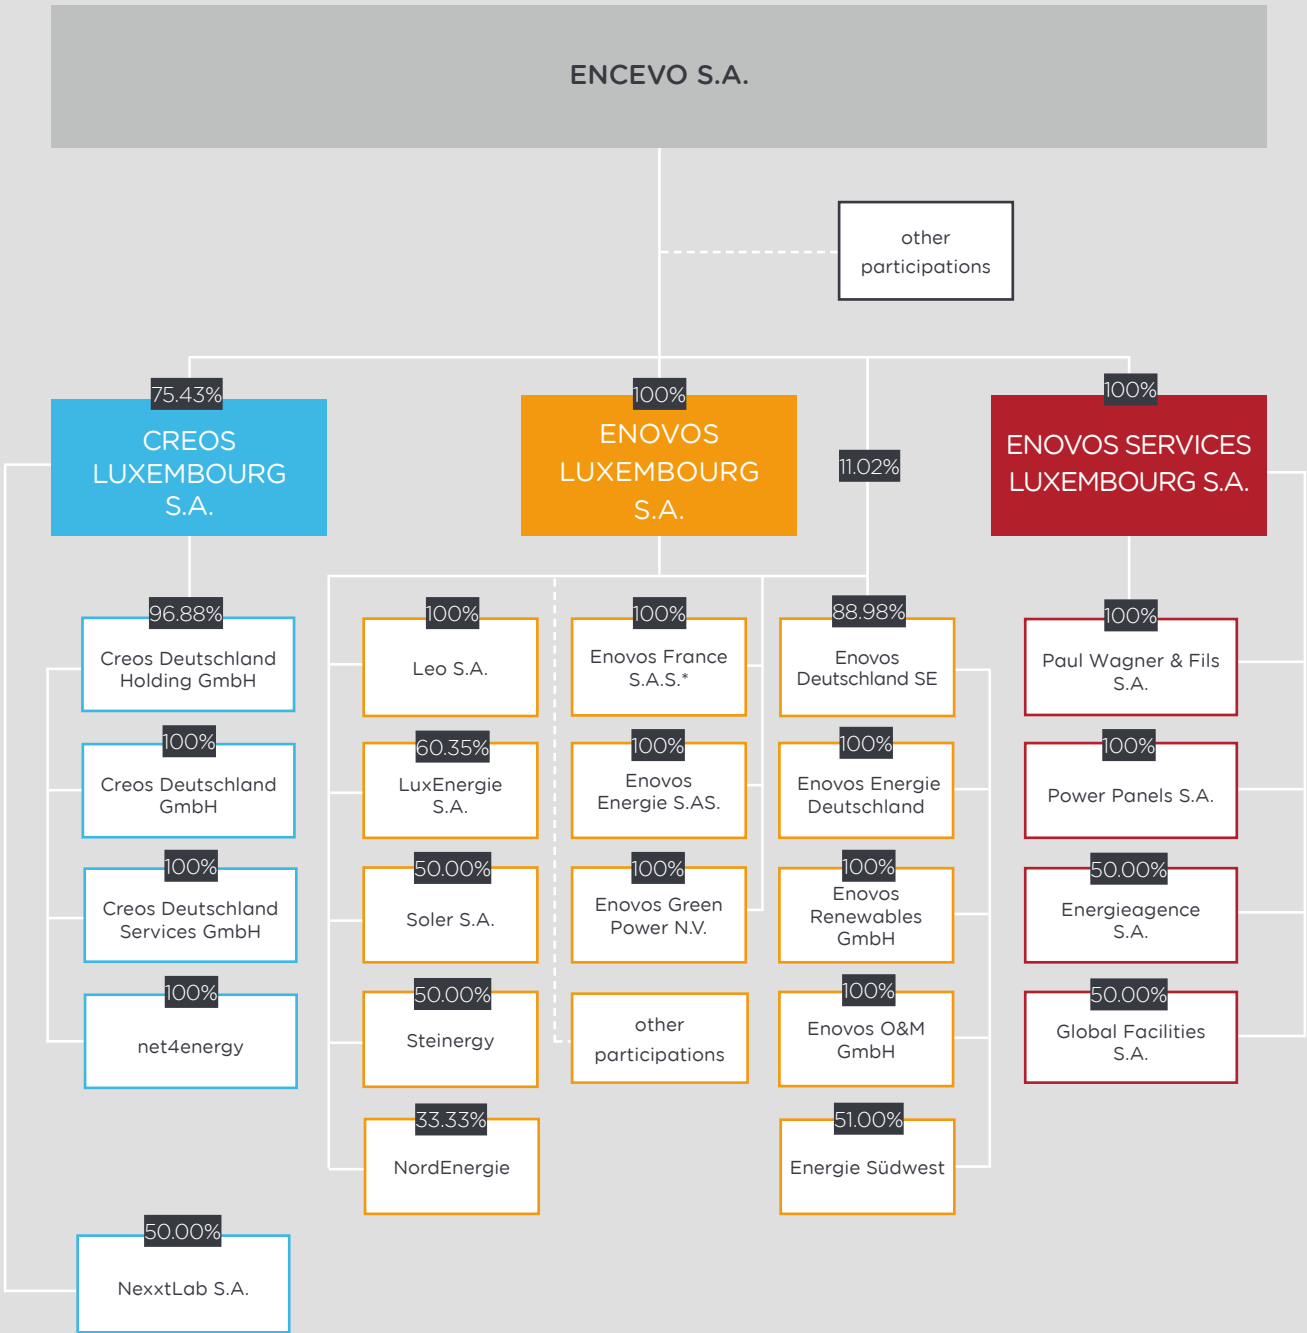 ENCEVO S.A.
other
participations
75.43%
CREOS
LUXEMBOURG
S.A.
100%
ENOVOS
LUXEMBOURG
S.A.
11.02%
100%
ENOVOS SERVICES
LUXEMBOURG S.A.
96.88%
Creos Deutschland
Holding GmbH
100%
Creos Deutschland
GmbH
100%
Creos Deutschland
Services GmbH
100%
net4energy
50.00%
NexxtLab S.A.
100%
Leo S.A.
60.35%
LuxEnergie
S.A.
50.00%
Soler S.A.
50.00%
Steinergy
33.33%
NordEnergie
100%
Enovos France
S.A.S.*
100%
Enovos
Energie S.AS.
100%
Enovos Green
Power N.V.
other
participations
88.98%
Enovos
Deutschland SE
100%
Enovos Energie
Deutschland
100%
Enovos
Renewables
GmbH
100%
Enovos O&M
GmbH
51.00%
Energie Südwest
100%
Paul Wagner & Fils
S.A.
100%
Power Panels S.A.
50.00%
Energieagence
S.A.
50.00%
Global Facilities
S.A.